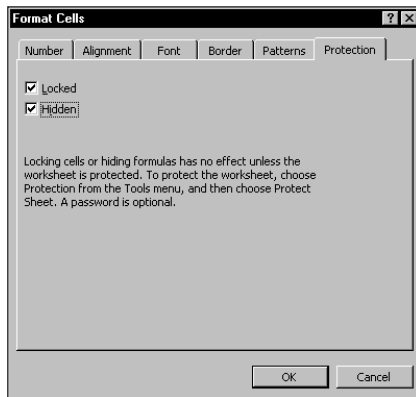 Format Cells
Number Alignment Font Border Patterns Protection
Locked
Hidden
Locking cells or hiding formulas has no effect unless the
worksheet is protected. To protect the worksheet, choose
Protection from the Tools menu, and then choose Protect
Sheet. A password is optional.
OK Cancel